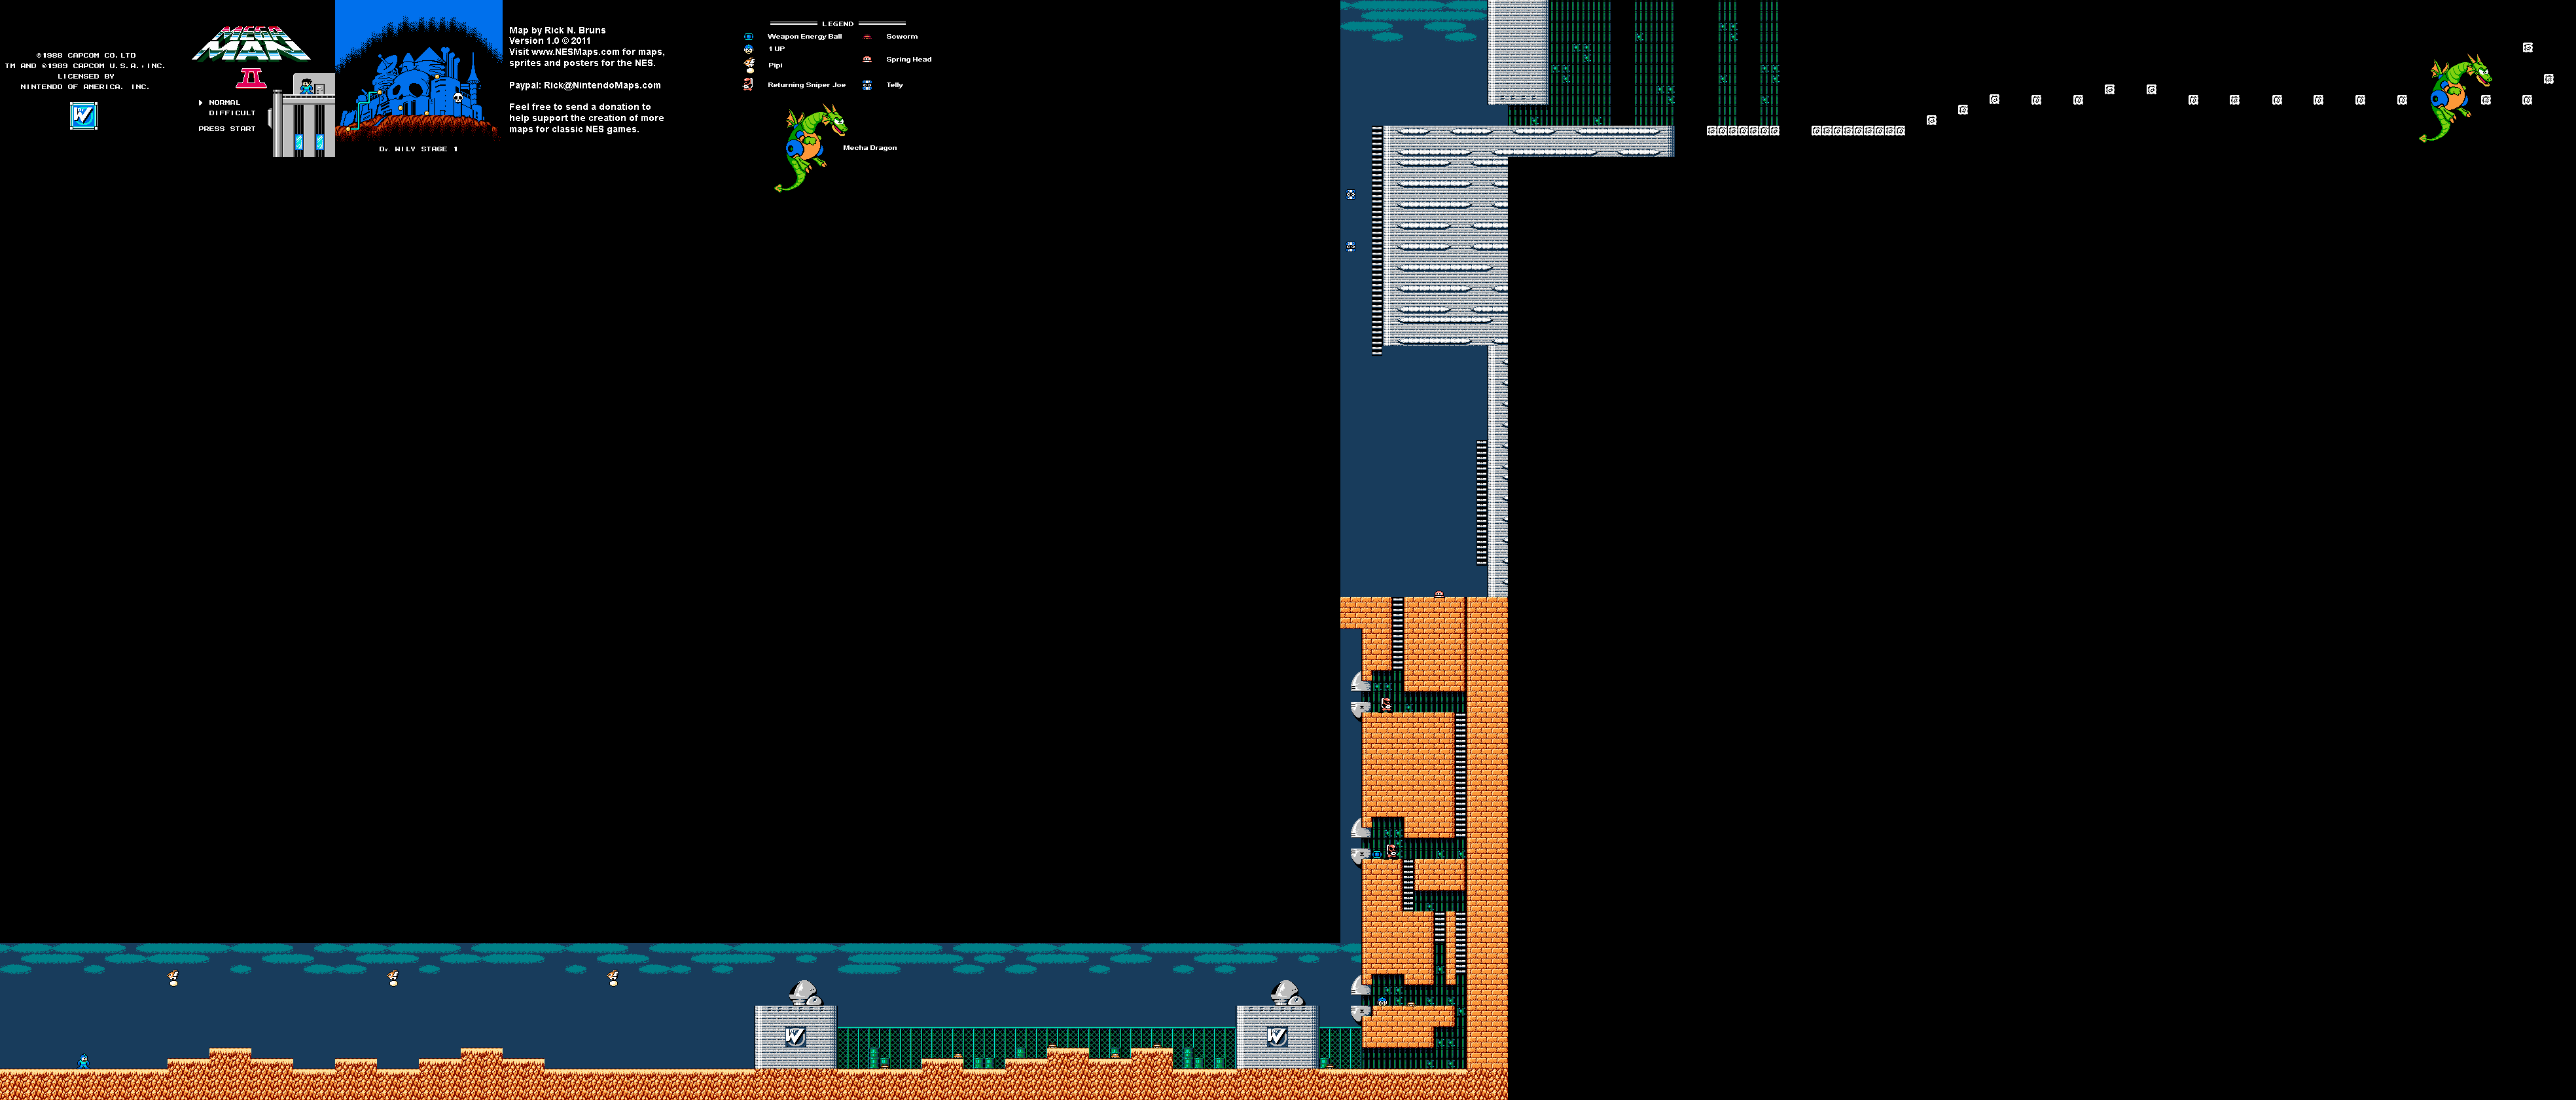 ©1988 CAPCOM CO.LTD
TM AND ©1989 CAPCOM U.S.A.,INC.
LICENSED BY
NINTENDO OF AMERICA. INC.
W
MEGA
MAN
II
NORMAL
DIFFICULT
PRESS START
Dr. WILY STAGE 1
Map by Rick N. Bruns
Version 1.0 © 2011
Visit www.NESMaps.com for maps,
sprites and posters for the NES.
Paypal: Rick@NintendoMaps.com
Feel free to send a donation to
help support the creation of more
maps for classic NES games.
LEGEND
Weapon Energy Ball
Scworm
1 UP
Spring Head
Pipi
Returning Sniper Joe
Telly
Mecha Dragon
W
W